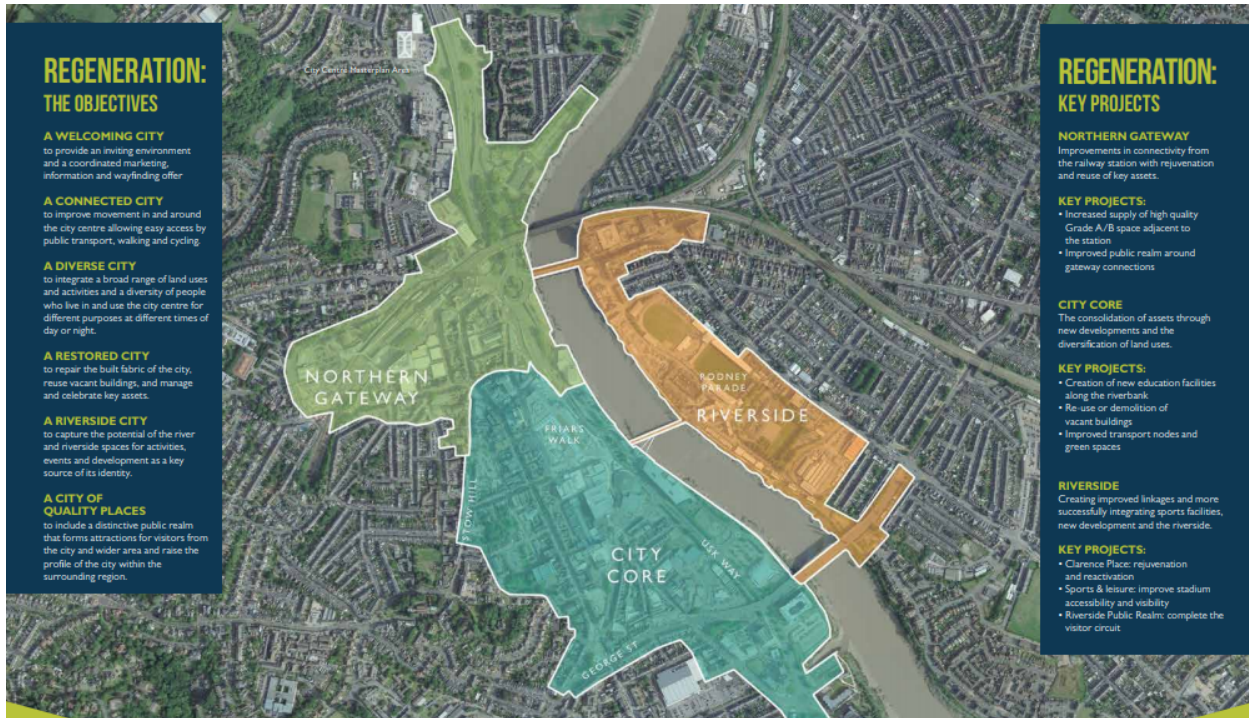 REGENERATION:
THE OBJECTIVES
A WELCOMING CITY
to provide an inviting environment
and a coordinated marketing,
information and wayfinding offer
A CONNECTED CITY
to improve movement in and around
the city centre allowing easy access by
public transport, walking and cycling.
A DIVERSE CITY
to integrate a broad range of land uses
and activities and a diversity of people
who live in and use the city centre for
different purposes at different times of
day or night.
A RESTORED CITY
to repair the built fabric of the city,
reuse vacant buildings, and manage
and celebrate key assets.
A RIVERSIDE CITY
to capture the potential of the river
and riverside spaces for activities,
events and development as a key
source of its identity.
A CITY OF
QUALITY PLACES
to include a distinctive public realm
that forms attractions for visitors from
the city and wider area and raise the
profile of the city within the
surrounding region.
City Centre Masterplan Area
NORTHERN
GATEWAY
RODNEY
PARADE
RIVERSIDE
FRIARS
WALK
STOW HILL
CITY
CORE
USK WAY
GEORGE ST
REGENERATION:
KEY PROJECTS
NORTHERN GATEWAY
Improvements in connectivity from
the railway station with rejuvenation
and reuse of key assets.
KEY PROJECTS:
• Increased supply of high quality
Grade A/B space adjacent to
the station
• Improved public realm around
gateway connections
CITY CORE
The consolidation of assets through
new developments and the
diversification of land uses.
KEY PROJECTS:
• Creation of new education facilities
along the riverbank
• Re-use or demolition of
vacant buildings
• Improved transport nodes and
green spaces
RIVERSIDE
Creating improved linkages and more
successfully integrating sports facilities,
new development and the riverside.
KEY PROJECTS:
• Clarence Place: rejuvenation
and reactivation
• Sports & leisure: improve stadium
accessibility and visibility
• Riverside Public Realm: complete the
visitor circuit